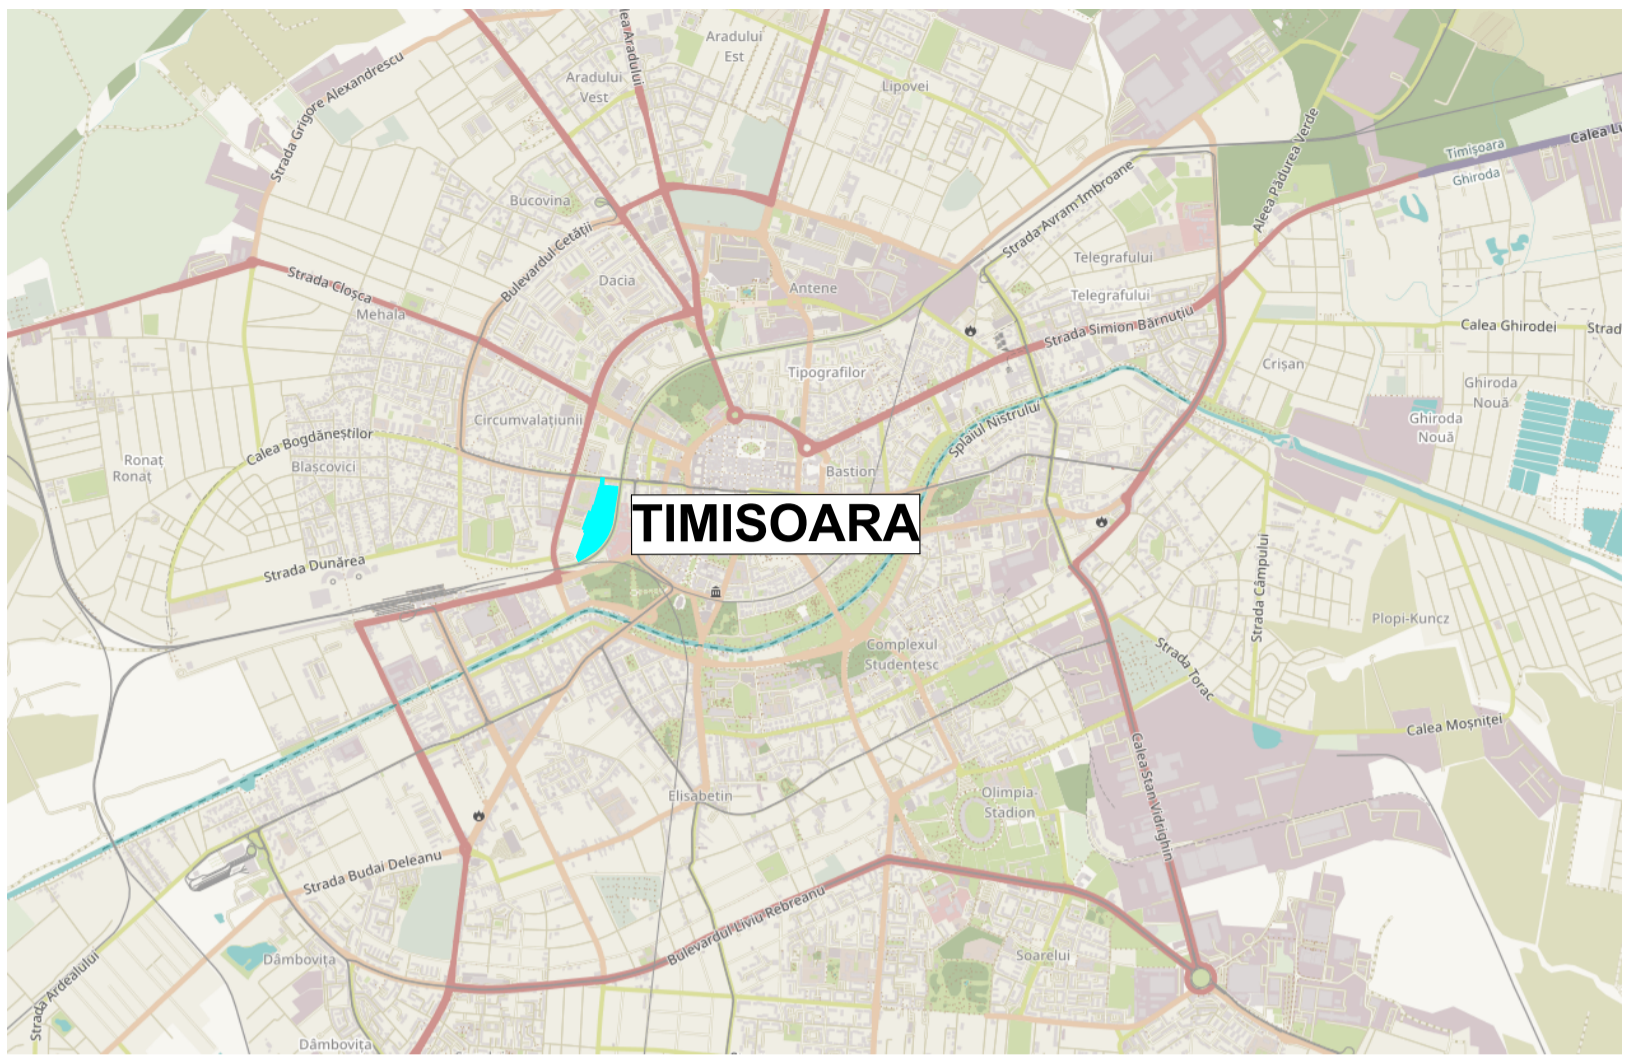 Calea Aradului
Aradului
Est
Aradului
Vest
Lipovei
Strada Grigore Alexandrescu
Aleea Pădurea Verde
Timișoara
Ghiroda
Bucovina
Bulevardul Cetății
Strada Avram Imbroane
Telegrafului
Dacia
Antene
Telegrafului
Strada Cloșca
Mehala
Strada Simion Bărnuțiu
Calea Ghirodei
Strad
Crișan
Tipografilor
Ghiroda
Nouă
Circumvalațiunii
Splaiul Nistrului
Ghiroda
Nouă
Calea Bogdăneștilor
Ronaț
Ronaț
Blașcovici
Bastion
TIMISOARA
Strada Dunărea
Strada Câmpului
Plopi-Kuncz
Complexul
Studențesc
Strada Torac
Calea Moșniței
Calea Stan Vidrighin
Elisabetin
Olimpia-
Stadion
Strada Budai Deleanu
Bulevardul Liviu Rebreanu
Strada Ardealului
Dâmbovița
Soarelui
Dâmbovița